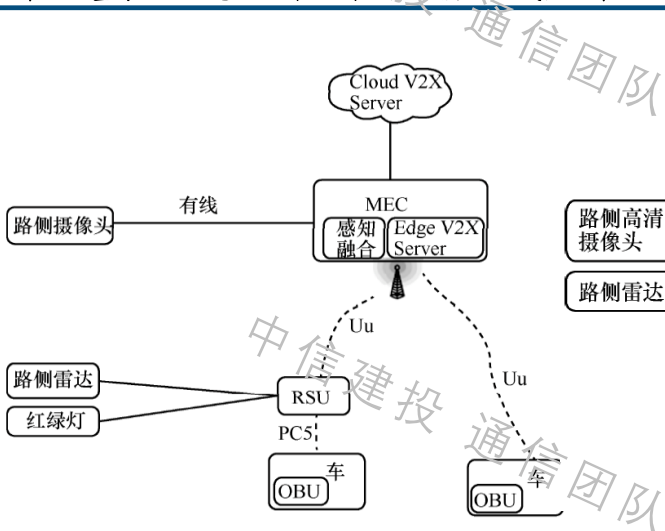 通信团队
Cloud V2X
Server
有线
MEC
路侧摄像头
感知
融合
Edge V2X
Server
路侧高清
摄像头
路侧雷达
Uu
中信建投 通信团队
Uu
路侧雷达
RSU
红绿灯
PC5
车
OBU
车
OBU